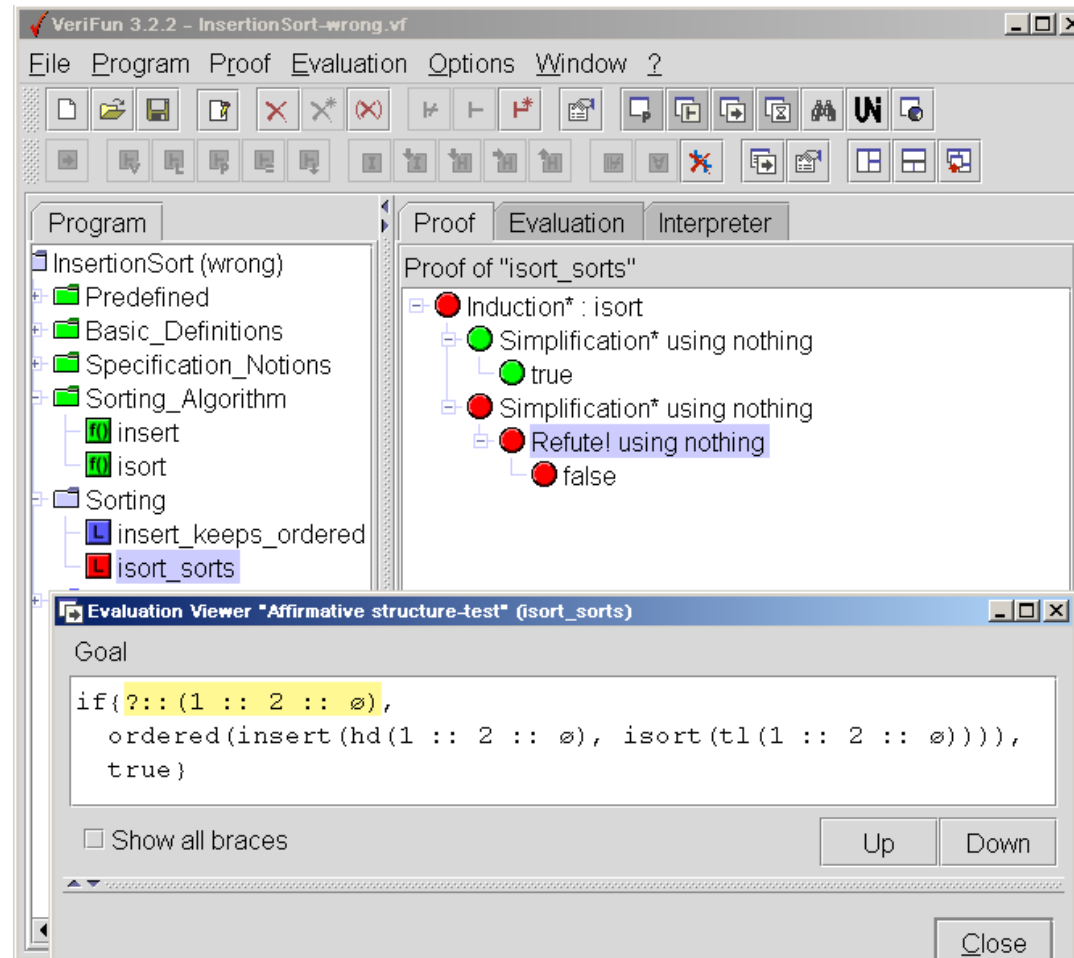 VeriFun 3.2.2 - InsertionSort-wrong.vf
File Program Proof Evaluation Options Window ?
Program
InsertionSort (wrong)
Predefined
Basic_Definitions
Specification_Notions
Sorting_Algorithm
f() insert
f() isort
Sorting
L insert_keeps_ordered
L isort_sorts
Proof Evaluation Interpreter
Proof of "isort_sorts"
Induction* : isort
Simplification* using nothing
true
Simplification* using nothing
Refute! using nothing
false
Evaluation Viewer "Affirmative structure-test" (isort_sorts)
Goal
if{?::(1 :: 2 :: ø),
ordered(insert(hd(1 :: 2 :: ø), isort(tl(1 :: 2 :: ø)))),
true}
Show all braces
Up Down
Close